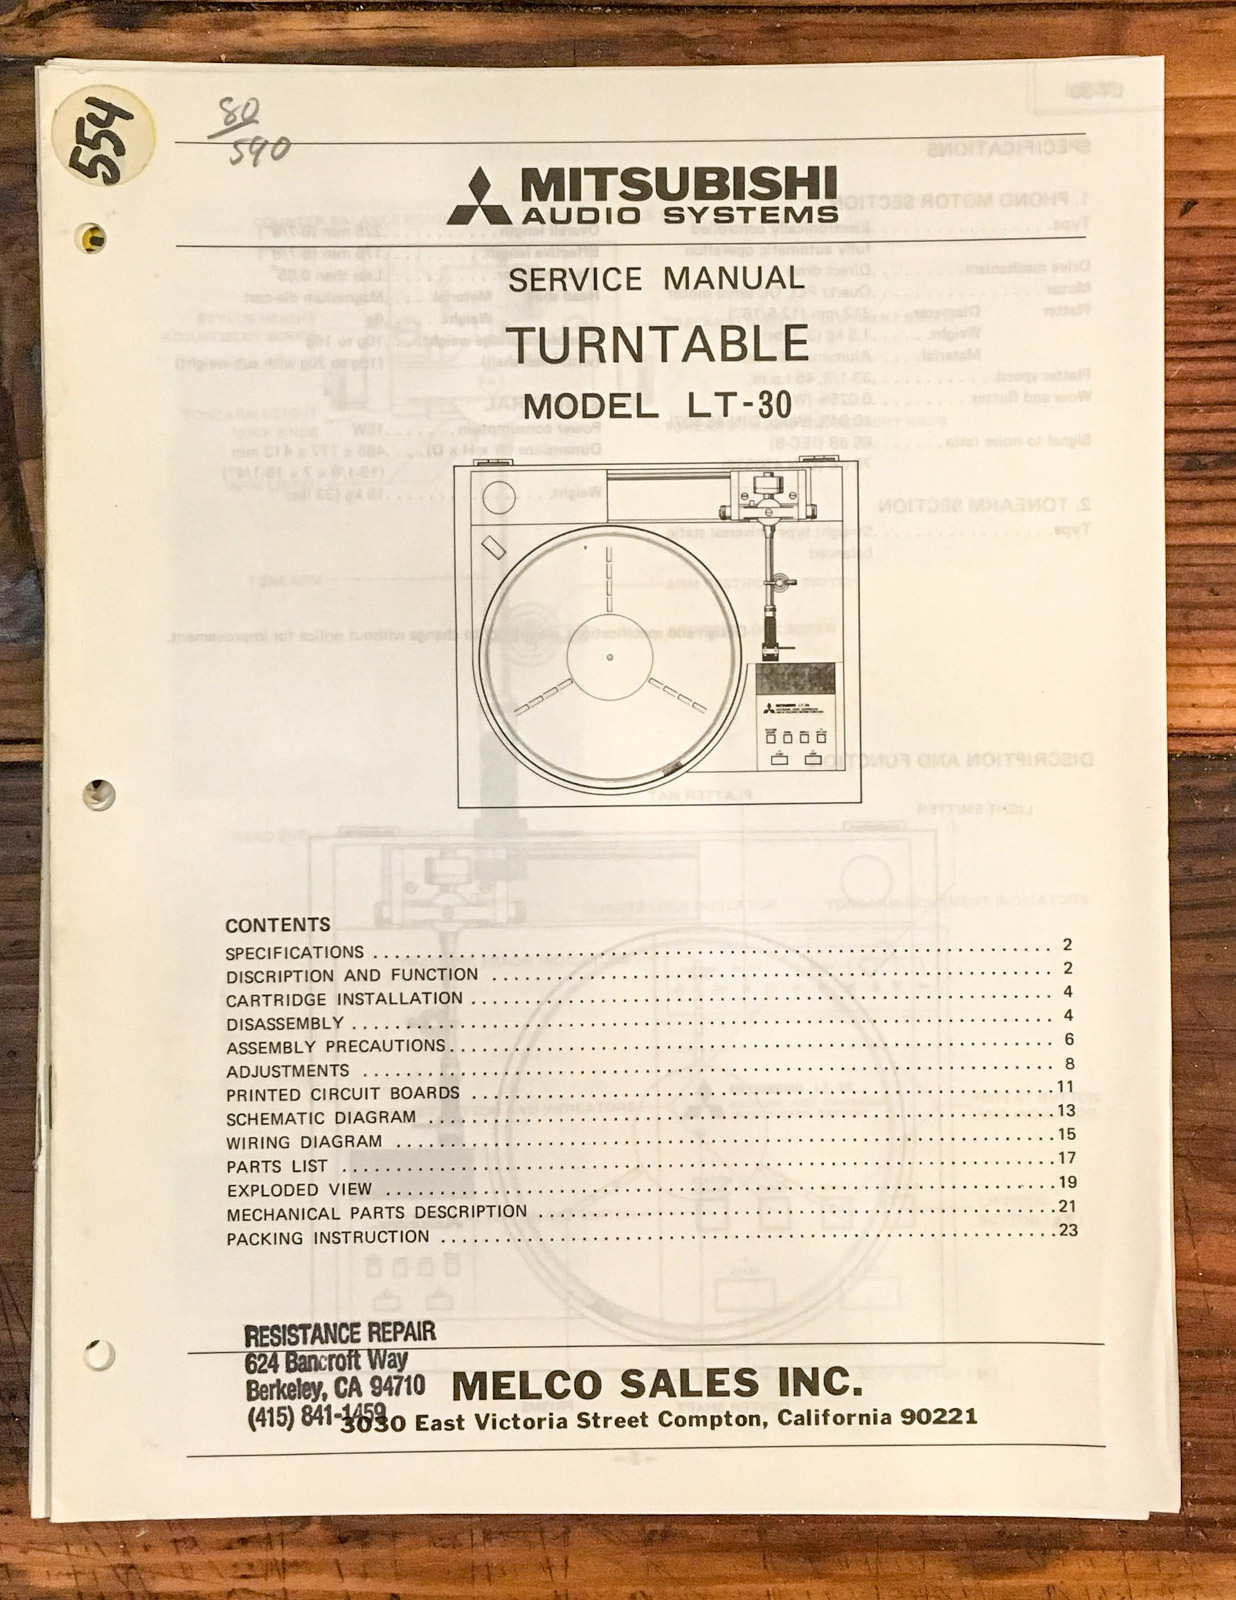 554
80
590
MITSUBISHI
AUDIO SYSTEMS
SERVICE MANUAL
TURNTABLE
MODEL LT-30
MITSUBISHI LT-30
CONTENTS
SPECIFICATIONS . . . . . . . . . . . . . . . . . . . . 2
DISCRIPTION AND FUNCTION . . . . . . . . . . . . . . . . . . . . 2
CARTRIDGE INSTALLATION . . . . . . . . . . . . . . . . . . . . 4
DISASSEMBLY . . . . . . . . . . . . . . . . . . . . 4
ASSEMBLY PRECAUTIONS . . . . . . . . . . . . . . . . . . . . 6
ADJUSTMENTS . . . . . . . . . . . . . . . . . . . . 8
PRINTED CIRCUIT BOARDS . . . . . . . . . . . . . . . . . . . . 11
SCHEMATIC DIAGRAM . . . . . . . . . . . . . . . . . . . . 13
WIRING DIAGRAM . . . . . . . . . . . . . . . . . . . . 15
PARTS LIST . . . . . . . . . . . . . . . . . . . . 17
EXPLODED VIEW . . . . . . . . . . . . . . . . . . . . 19
MECHANICAL PARTS DESCRIPTION . . . . . . . . . . . . . . . . . . . . 21
PACKING INSTRUCTION . . . . . . . . . . . . . . . . . . . . 23
RESISTANCE REPAIR
624 Bancroft Way
Berkeley, CA 94710
(415) 841-1459
MELCO SALES INC.
3030 East Victoria Street Compton, California 90221